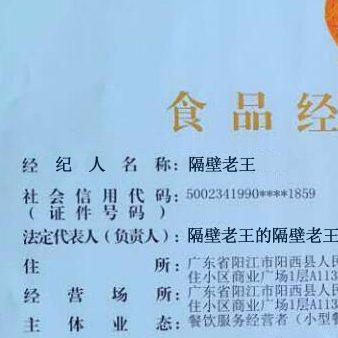 食品经
经纪人名称：隔壁老王
社会信用代码：5002341990****1859
（证件号码）
法定代表人（负责人）：隔壁老王的隔壁老王
住所：广东省阳江市阳西县人民
住小区商业广场1层A113
经营场所：广东省阳江市阳西县人民
住小区商业广场1层A113
主体业态：餐饮服务经营者（小型餐